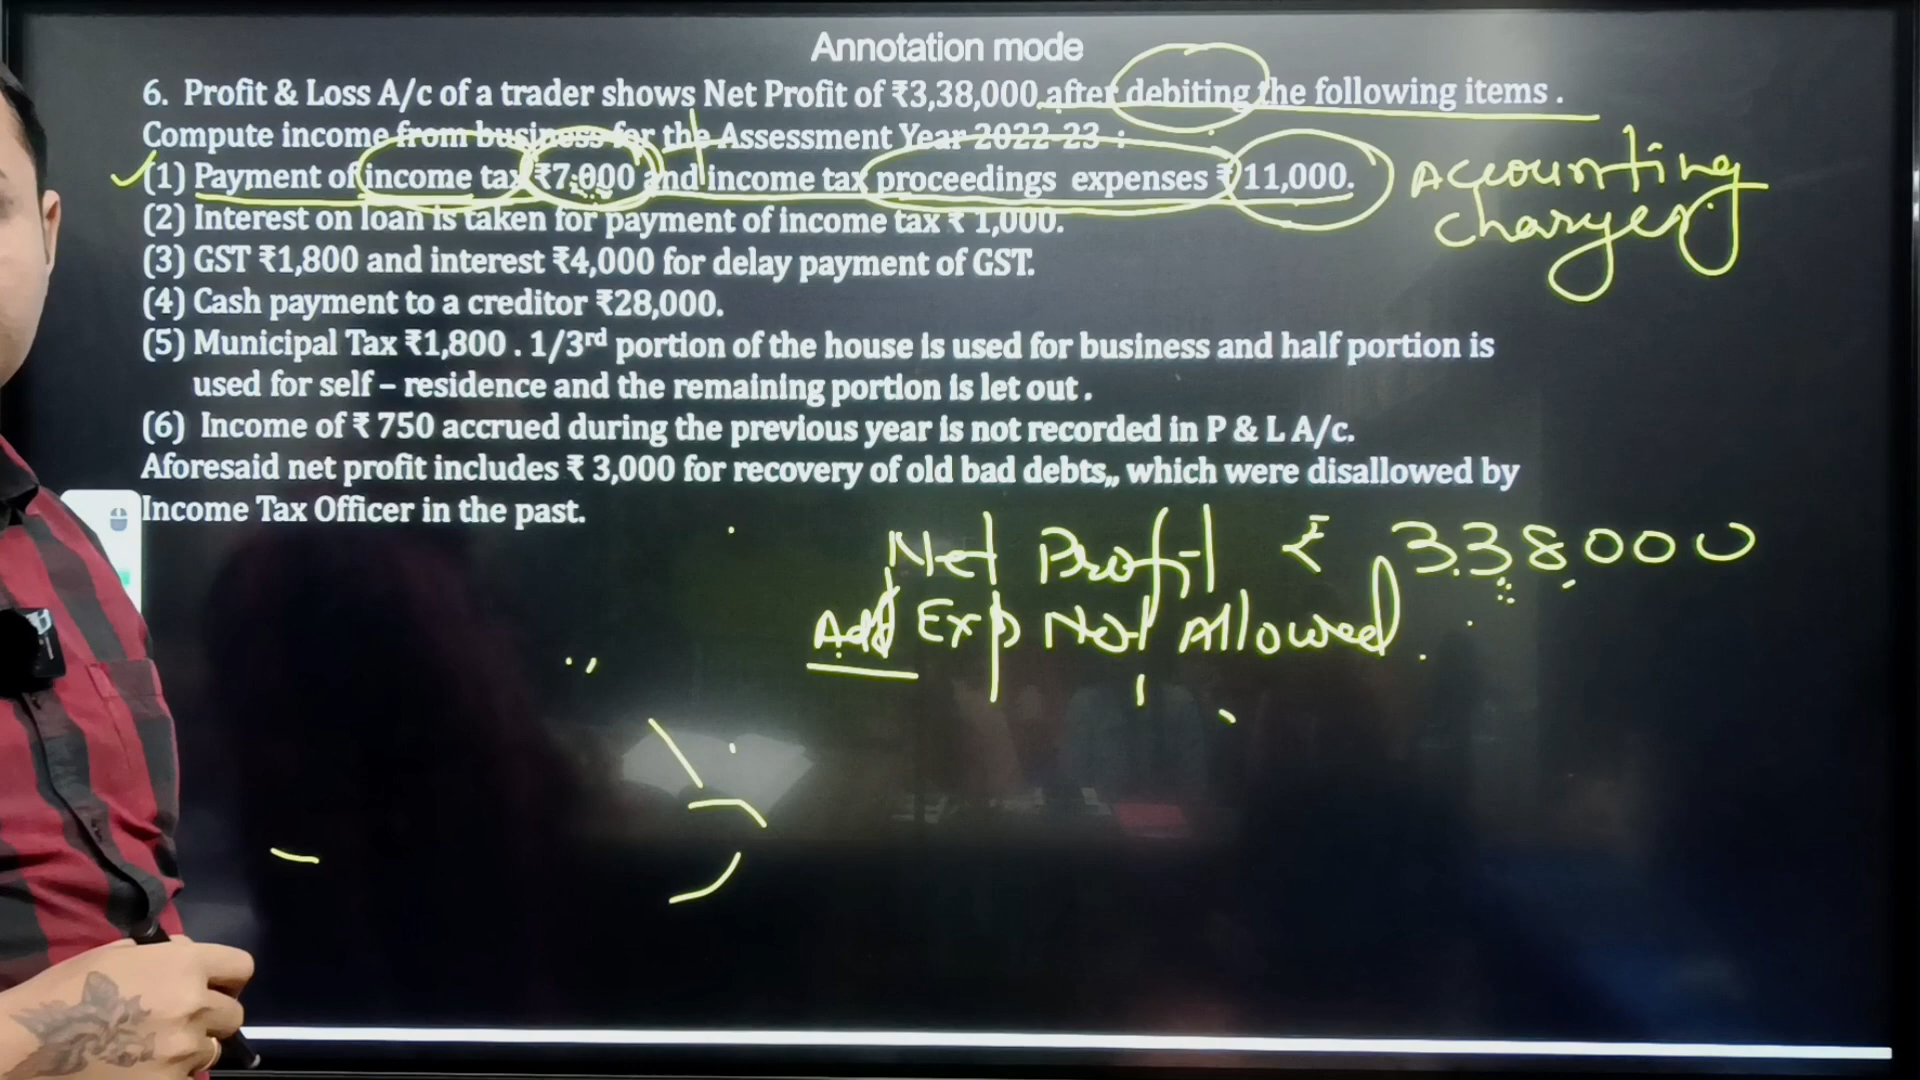 Annotation mode
6. Profit & Loss A/c of a trader shows Net Profit of ₹3,38,000 after debiting the following items .
Compute income from business for the Assessment Year 2022-23 :
(1) Payment of income tax ₹7,000 and income tax proceedings expenses ₹ 11,000.
Accounting
charges
(2) Interest on loan is taken for payment of income tax ₹ 1,000.
(3) GST ₹1,800 and interest ₹4,000 for delay payment of GST.
(4) Cash payment to a creditor ₹28,000.
(5) Municipal Tax ₹1,800 . 1/3rd portion of the house is used for business and half portion is
used for self – residence and the remaining portion is let out .
(6) Income of ₹ 750 accrued during the previous year is not recorded in P & L A/c.
Aforesaid net profit includes ₹ 3,000 for recovery of old bad debts,, which were disallowed by
Income Tax Officer in the past.
Net Profit ₹ 338000
Add Exp Not Allowed